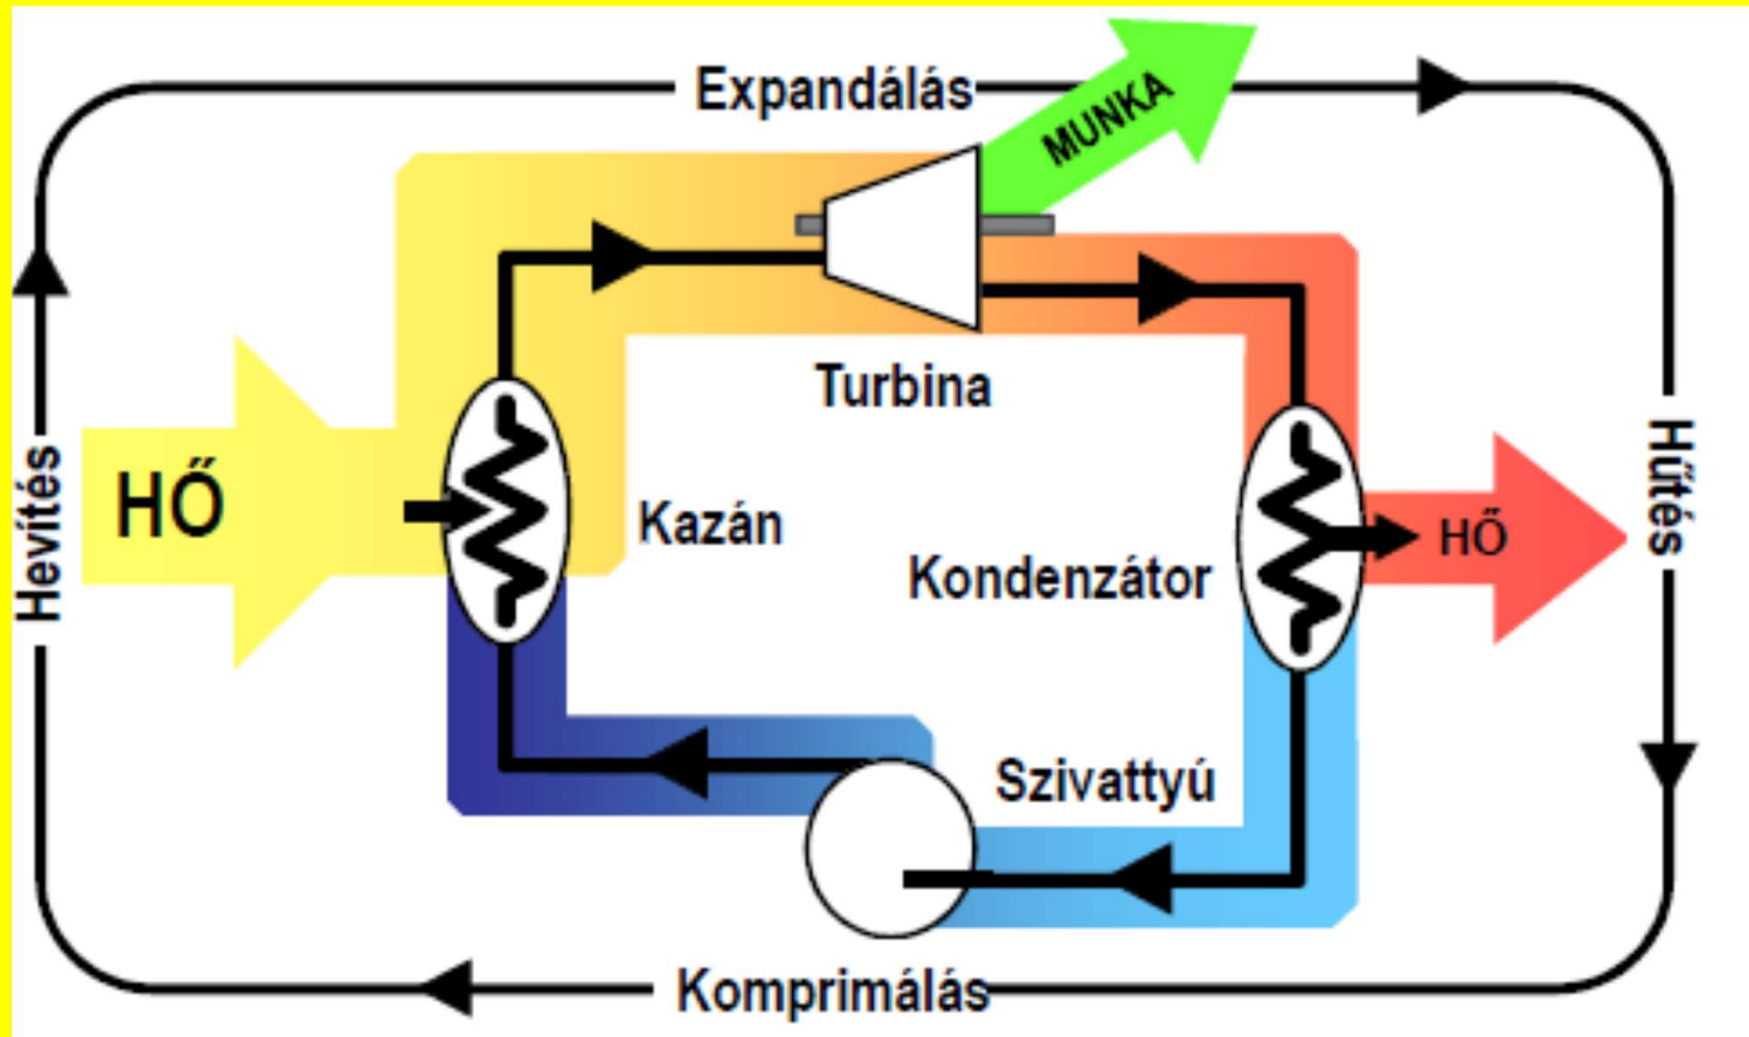 Expandálás
MUNKA
Turbina
HŐ
Hevítés
Kazán
Kondenzátor
HŐ
Hűtés
Szivattyú
Komprimálás